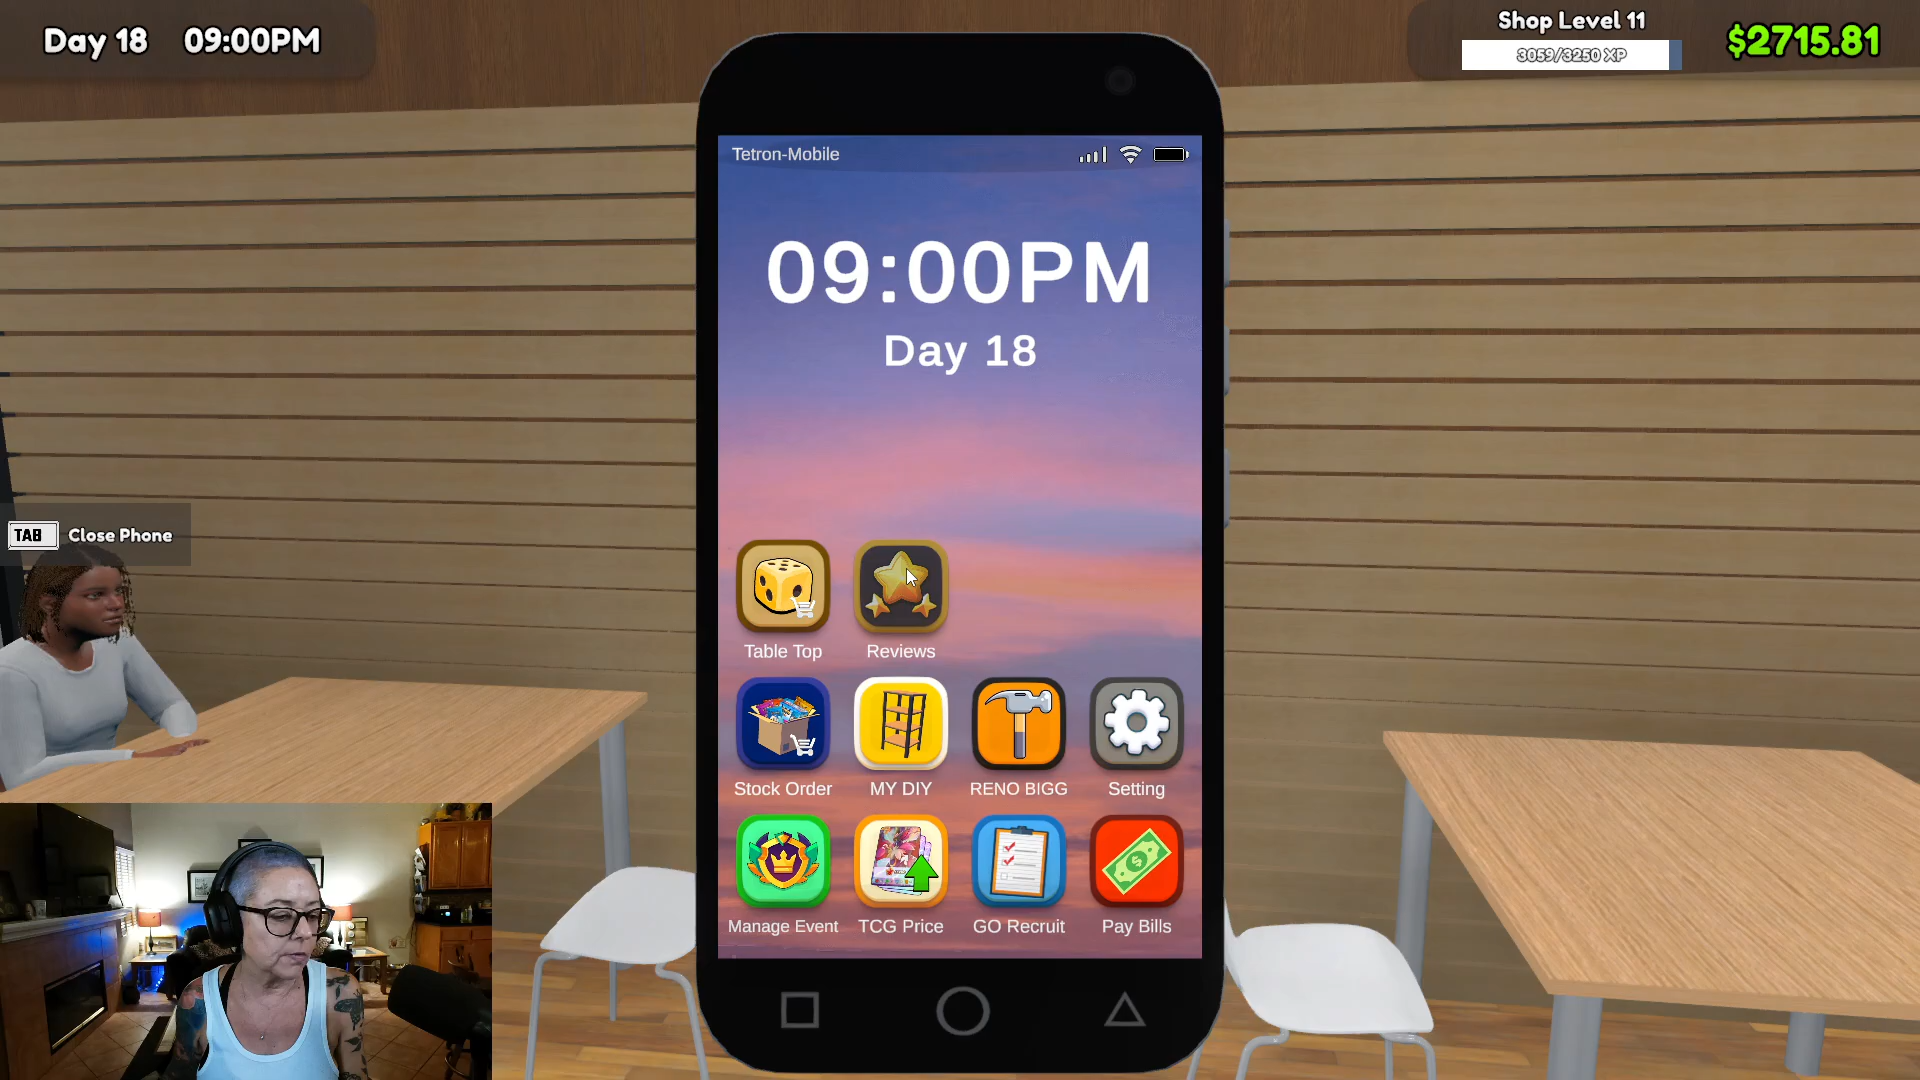 Day 18 09:00PM
Shop Level 11
3059/3250 XP
$2715.81
Tetron-Mobile
09:00PM
Day 18
TAB Close Phone
Table Top Reviews
Stock Order MY DIY RENO BIGG Setting
Manage Event TCG Price GO Recruit Pay Bills